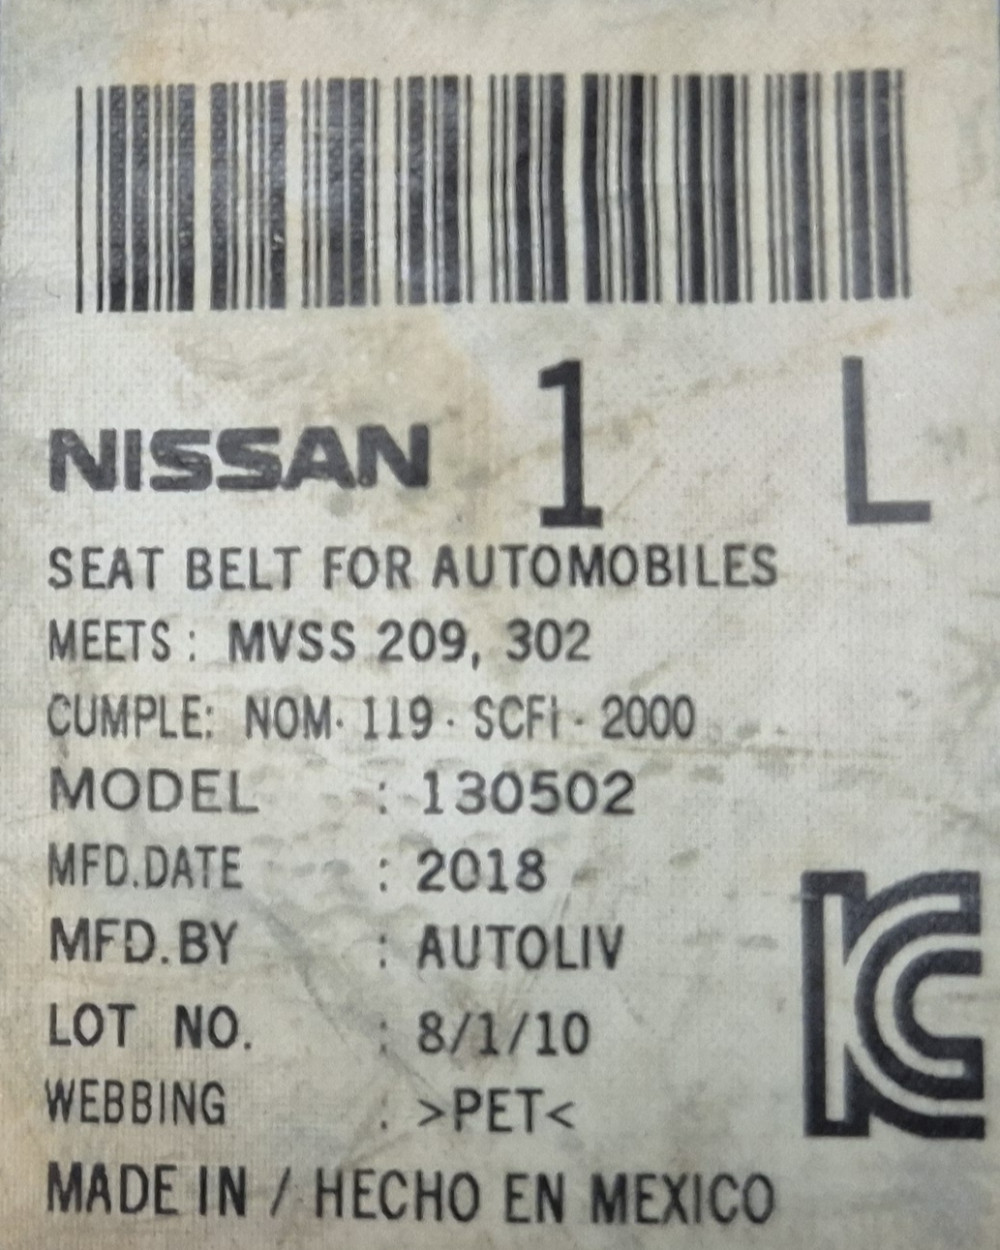 NISSAN 1 L
SEAT BELT FOR AUTOMOBILES
MEETS : MVSS 209, 302
CUMPLE: NOM· 119 · SCFI · 2000
MODEL : 130502
MFD.DATE : 2018
MFD.BY : AUTOLIV
LOT NO. : 8/1/10
WEBBING : >PET<
MADE IN / HECHO EN MEXICO
KC